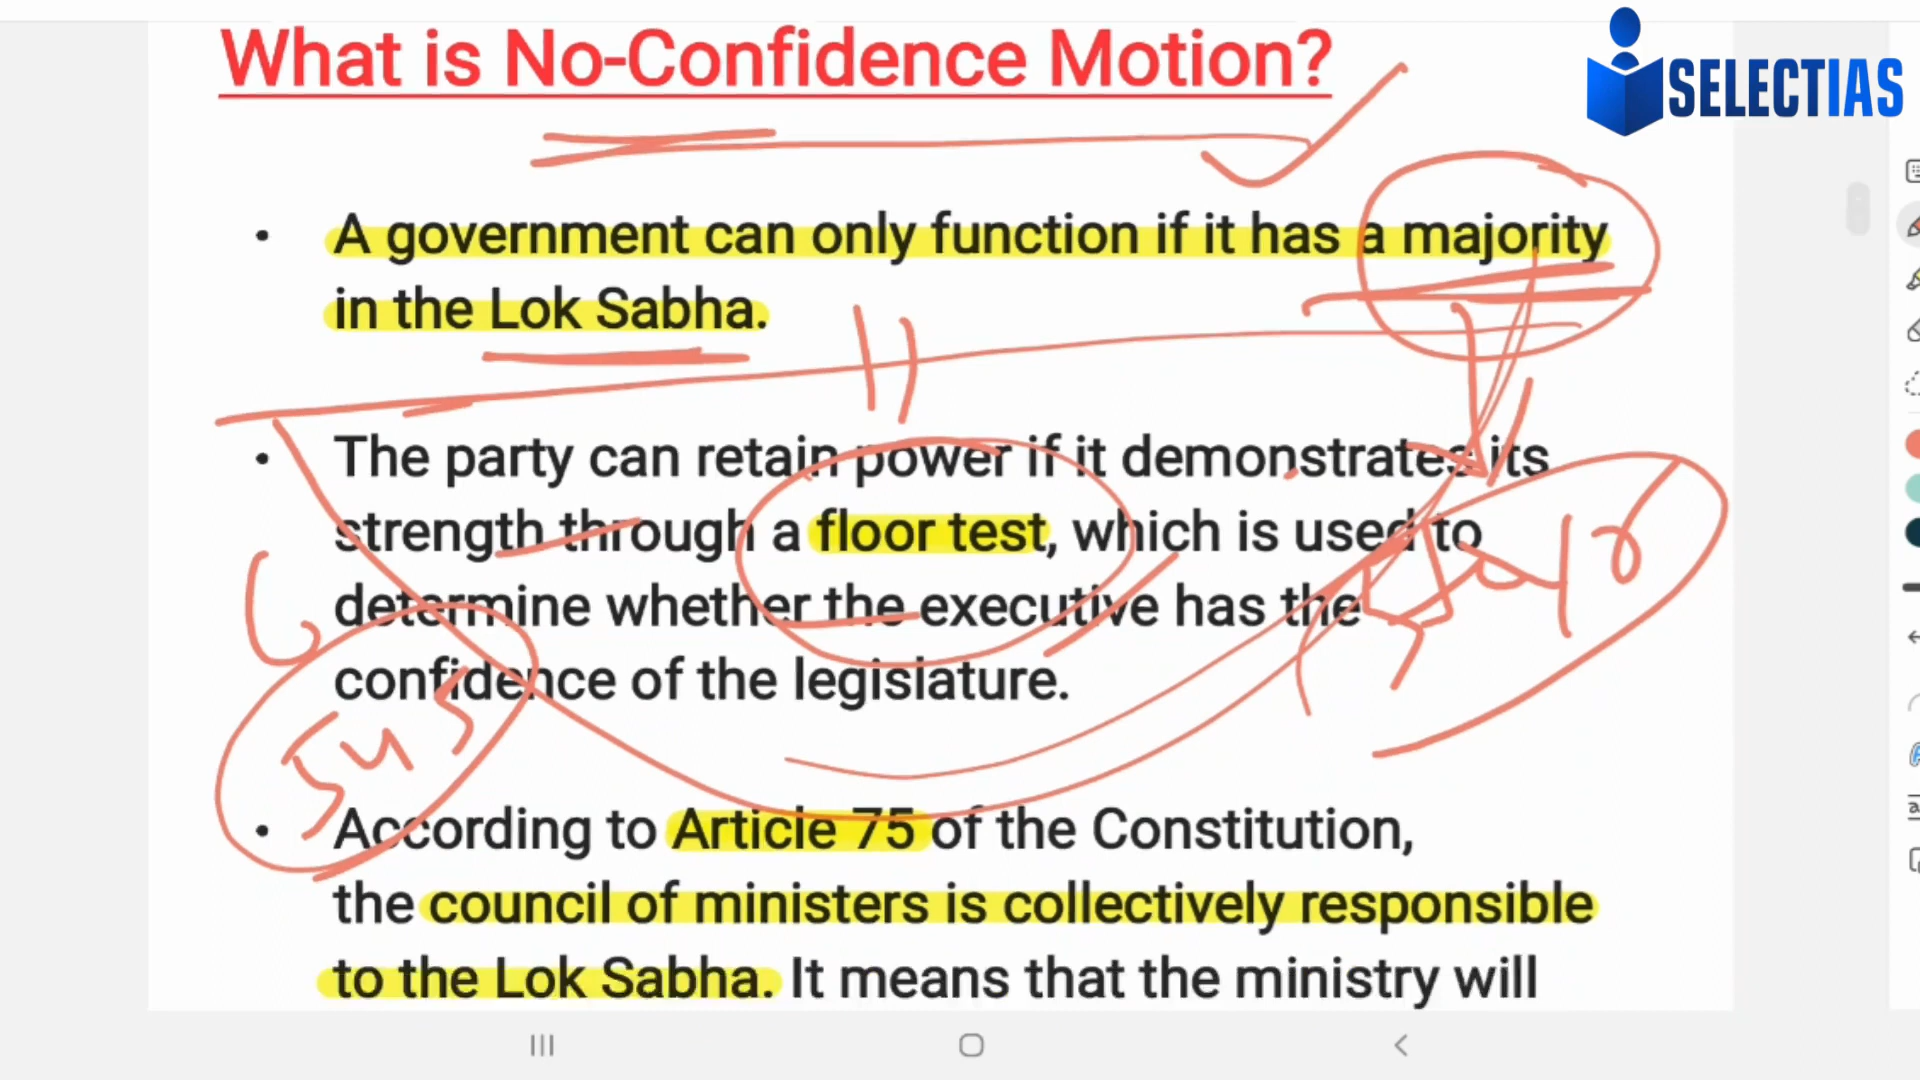 What is No-Confidence Motion?
SELECTIAS
• A government can only function if it has a majority
in the Lok Sabha.
• The party can retain power if it demonstrates its
strength through a floor test, which is used to
determine whether the executive has the
confidence of the legislature.
545
• According to Article 75 of the Constitution,
the council of ministers is collectively responsible
to the Lok Sabha. It means that the ministry will